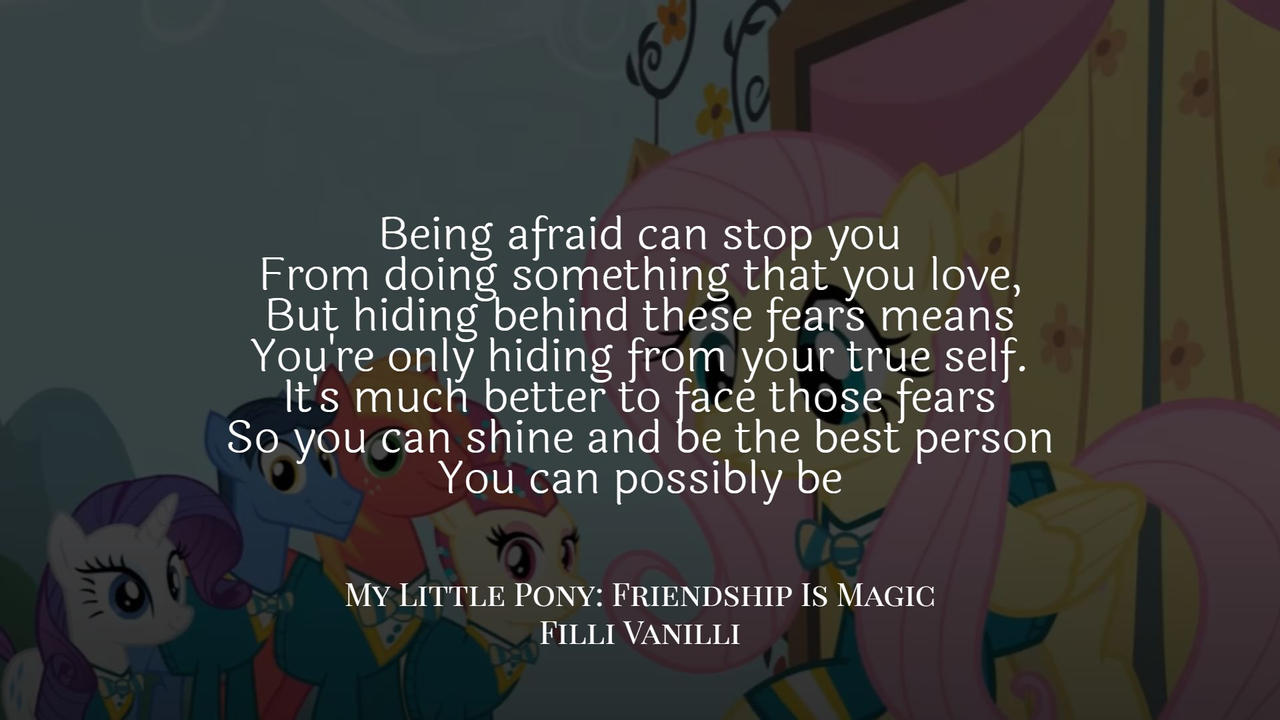 Being afraid can stop you
From doing something that you love,
But hiding behind these fears means
You're only hiding from your true self.
It's much better to face those fears
So you can shine and be the best person
You can possibly be
My Little Pony: Friendship Is Magic
Filli Vanilli